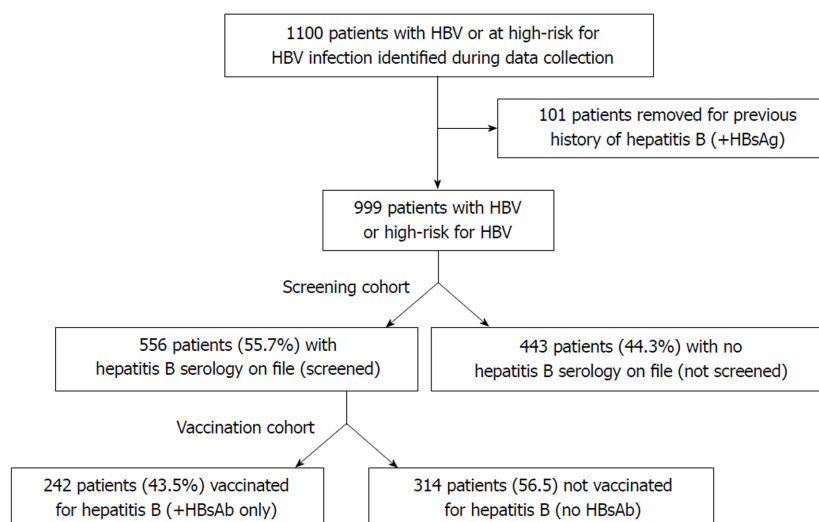 1100 patients with HBV or at high-risk for
HBV infection identified during data collection
101 patients removed for previous
history of hepatitis B (+HBsAg)
999 patients with HBV
or high-risk for HBV
Screening cohort
556 patients (55.7%) with
hepatitis B serology on file (screened)
443 patients (44.3%) with no
hepatitis B serology on file (not screened)
Vaccination cohort
242 patients (43.5%) vaccinated
for hepatitis B (+HBsAb only)
314 patients (56.5) not vaccinated
for hepatitis B (no HBsAb)